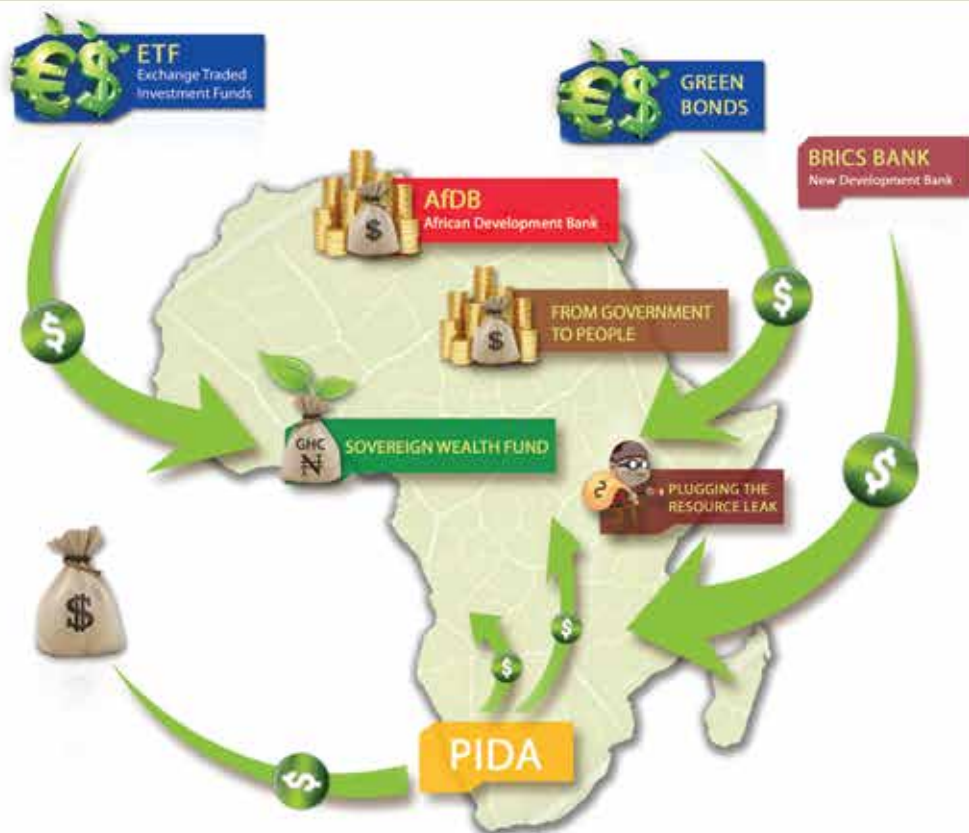 ETF
Exchange Traded
Investment Funds
GREEN
BONDS
BRICS BANK
New Development Bank
AfDB
African Development Bank
$
FROM GOVERNMENT
TO PEOPLE
$
$
$
GHC
₦
SOVEREIGN WEALTH FUND
PLUGGING THE
RESOURCE LEAK
$
$
$
$
$
PIDA
$